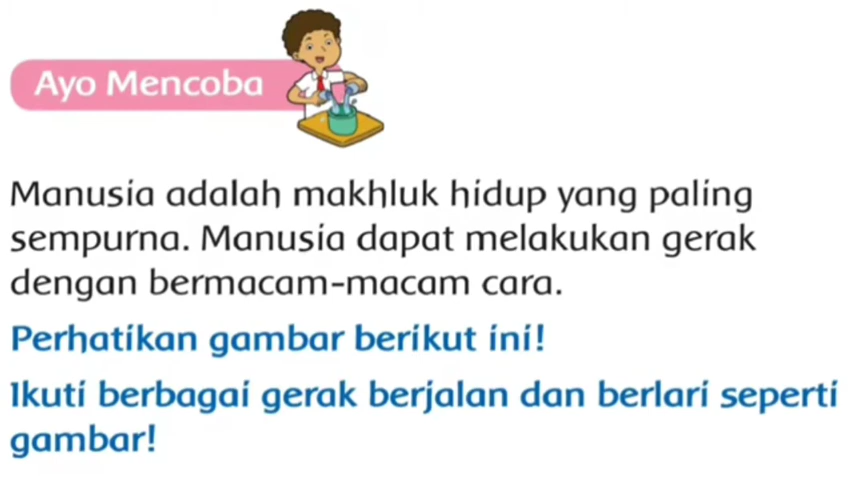 Ayo Mencoba
Manusia adalah makhluk hidup yang paling
sempurna. Manusia dapat melakukan gerak
dengan bermacam-macam cara.
Perhatikan gambar berikut ini!
Ikuti berbagai gerak berjalan dan berlari seperti
gambar!